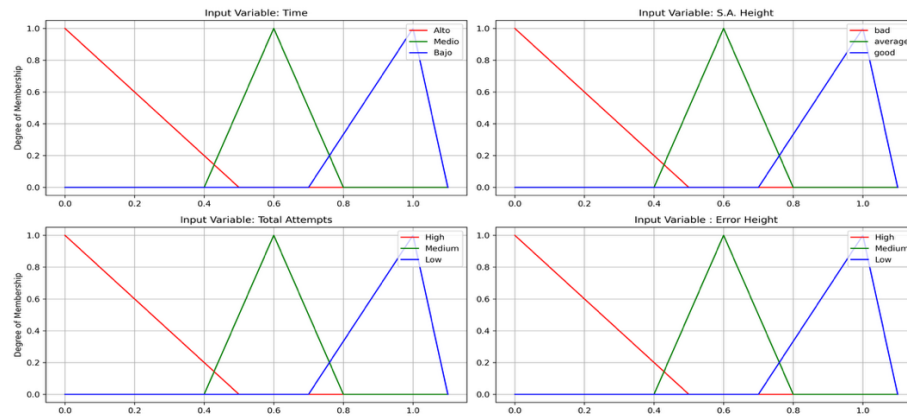 Input Variable: Time
Degree of Membership
1.0
0.8
0.6
0.4
0.2
0.0
Alto
Medio
Bajo
0.0 0.2 0.4 0.6 0.8 1.0
Input Variable: S.A. Height
1.0
0.8
0.6
0.4
0.2
0.0
bad
average
good
0.0 0.2 0.4 0.6 0.8 1.0
Input Variable: Total Attempts
Degree of Membership
1.0
0.8
0.6
0.4
0.2
0.0
High
Medium
Low
0.0 0.2 0.4 0.6 0.8 1.0
Input Variable : Error Height
1.0
0.8
0.6
0.4
0.2
0.0
High
Medium
Low
0.0 0.2 0.4 0.6 0.8 1.0